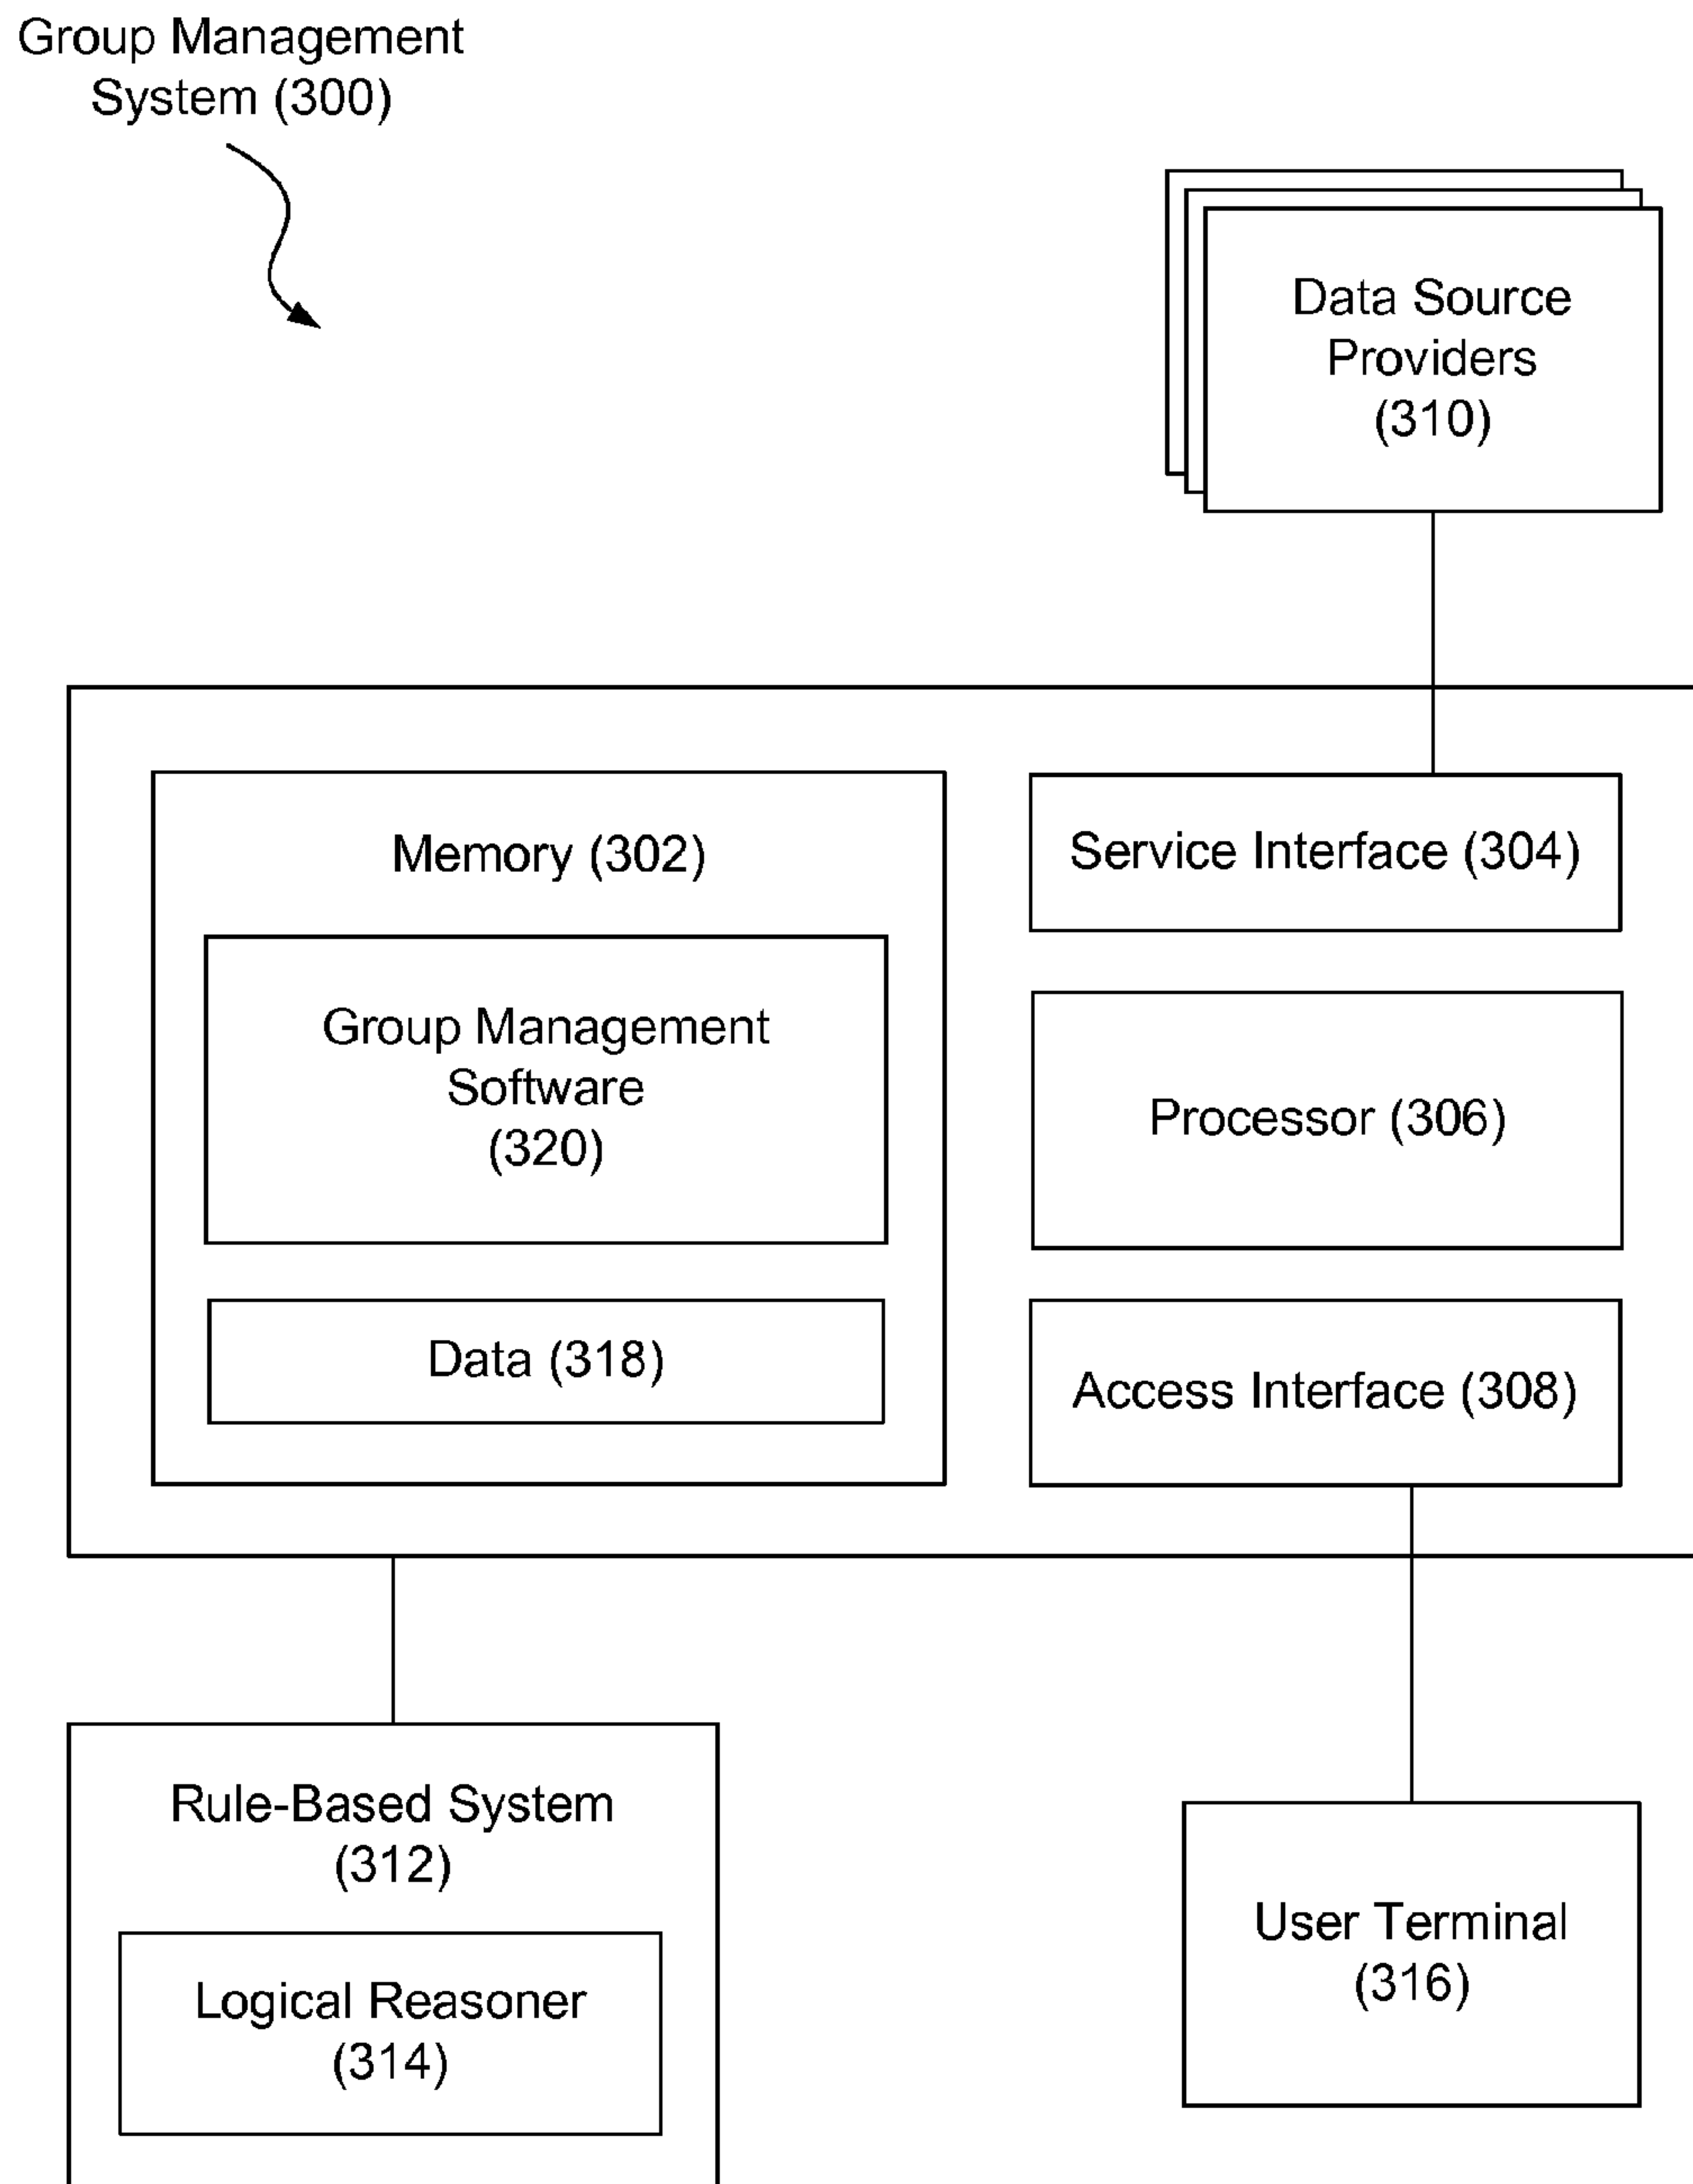 Group Management
System (300)
Data Source
Providers
(310)
Memory (302)
Service Interface (304)
Group Management
Software
(320)
Processor (306)
Data (318)
Access Interface (308)
Rule-Based System
(312)
Logical Reasoner
(314)
User Terminal
(316)